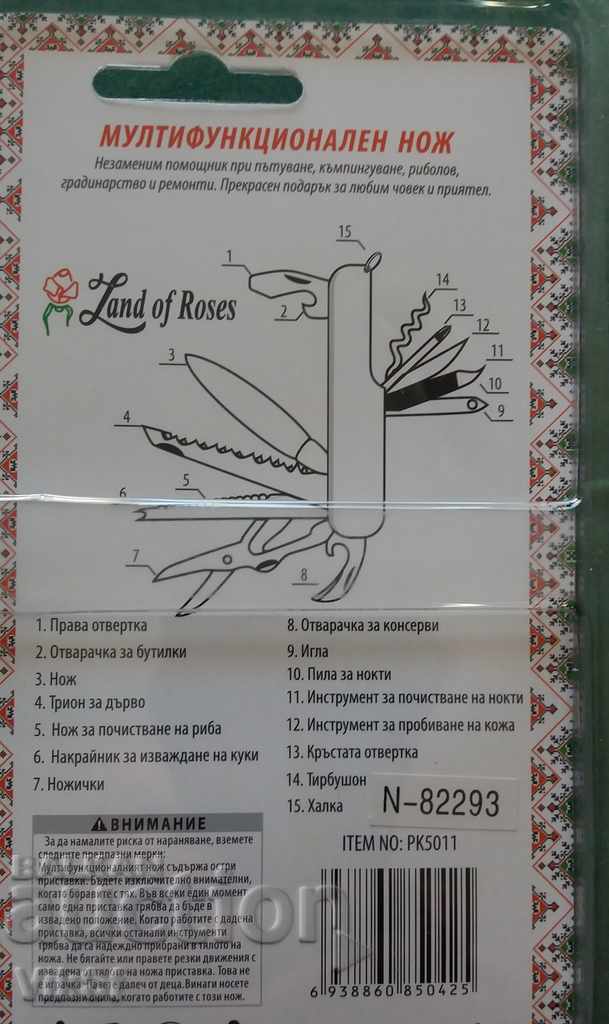 МУЛТИФУНКЦИОНАЛЕН НОЖ
Незаменим помощник при пътуване, къмпингуване, риболов,
градинарство и ремонти. Прекрасен подарък за любим човек и приятел.
Land of Roses
15
1
2
14
13
12
11
10
9
3
4
5
6
7
8
1. Права отвертка
2. Отварачка за бутилки
3. Нож
4. Трион за дърво
5. Нож за почистване на риба
6. Накрайник за изваждане на куки
7. Ножички
8. Отварачка за консерви
9. Игла
10. Пила за нокти
11. Инструмент за почистване на нокти
12. Инструмент за пробиване на кожа
13. Кръстата отвертка
14. Тирбушон
15. Халка
N-82293
ITEM NO: PK5011
ВНИМАНИЕ
За да намалите риска от нараняване, вземете
следните предпазни мерки:
Мултифункционалният нож съдържа остри
приставки. Бъдете изключително внимателни,
когато боравите с тях. Във всеки един момент
само една приставка трябва да бъде в
извадено положение. Когато работите с дадена
приставка, всички останали инструменти
трябва да са надеждно прибрани в тялото на
ножа. Не бягайте или правете резки движения с
извадена от тялото на ножа приставка. Това не
е играчка. Пазете далеч от деца. Винаги носете
предпазни очила, когато работите с този нож.
6 938860 850425